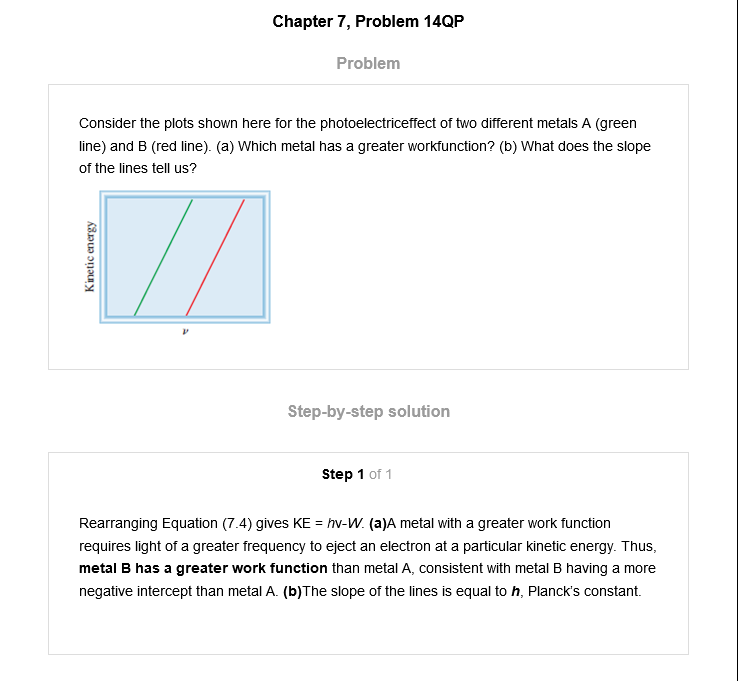 Chapter 7, Problem 14QP
Problem
Consider the plots shown here for the photoelectriceffect of two different metals A (green
line) and B (red line). (a) Which metal has a greater workfunction? (b) What does the slope
of the lines tell us?
Kinetic energy
ν
Step-by-step solution
Step 1 of 1
Rearranging Equation (7.4) gives KE = hv-W. (a)A metal with a greater work function
requires light of a greater frequency to eject an electron at a particular kinetic energy. Thus,
metal B has a greater work function than metal A, consistent with metal B having a more
negative intercept than metal A. (b)The slope of the lines is equal to h, Planck's constant.